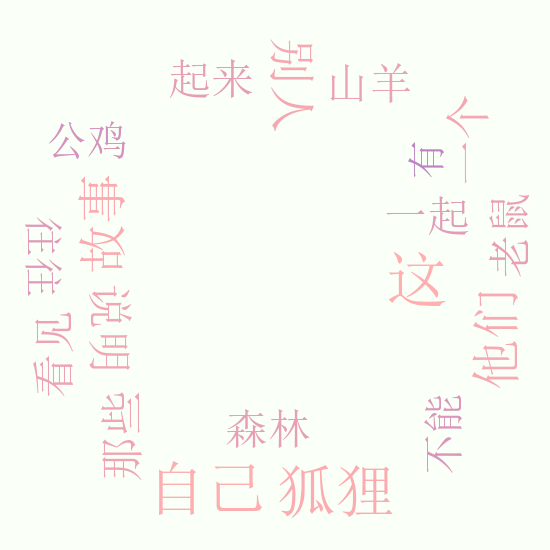 起来
别人
山羊
一个
公鸡
有
故事
一起
老鼠
往往
这
说明
他们
看见
那些
不能
森林
自己
狐狸